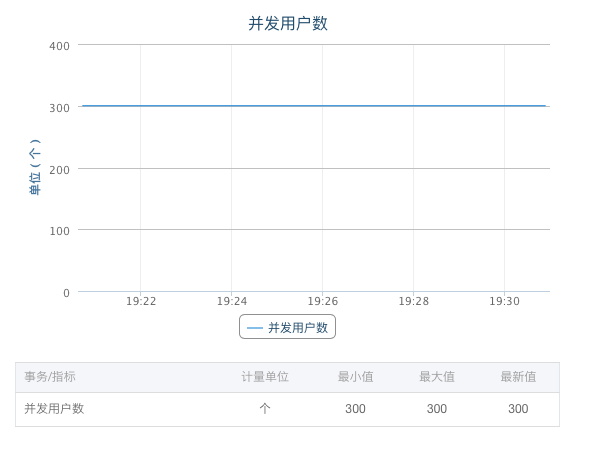 并发用户数
400
300
200
100
0
单位（个）
19:22 19:24 19:26 19:28 19:30
并发用户数
事务/指标 计量单位 最小值 最大值 最新值
并发用户数 个 300 300 300